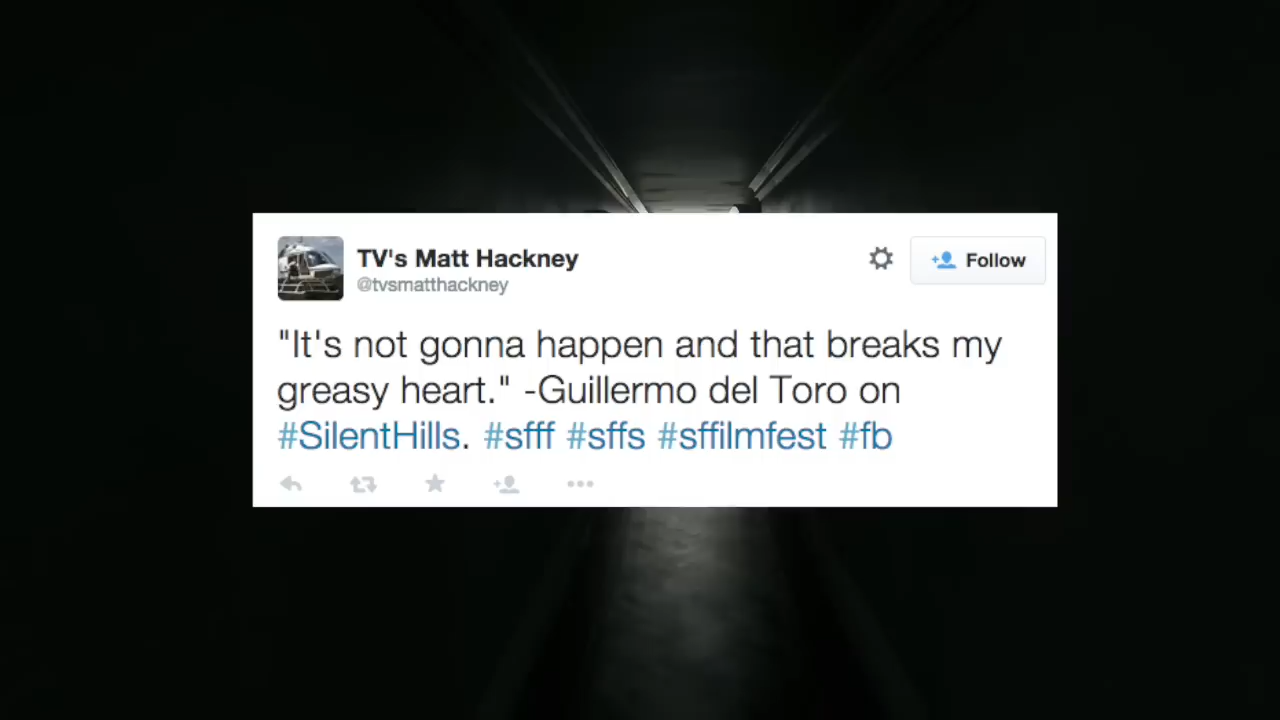 TV's Matt Hackney
@tvsmatthackney
Follow
"It's not gonna happen and that breaks my
greasy heart." -Guillermo del Toro on
#SilentHills. #sfff #sffs #sffilmfest #fb